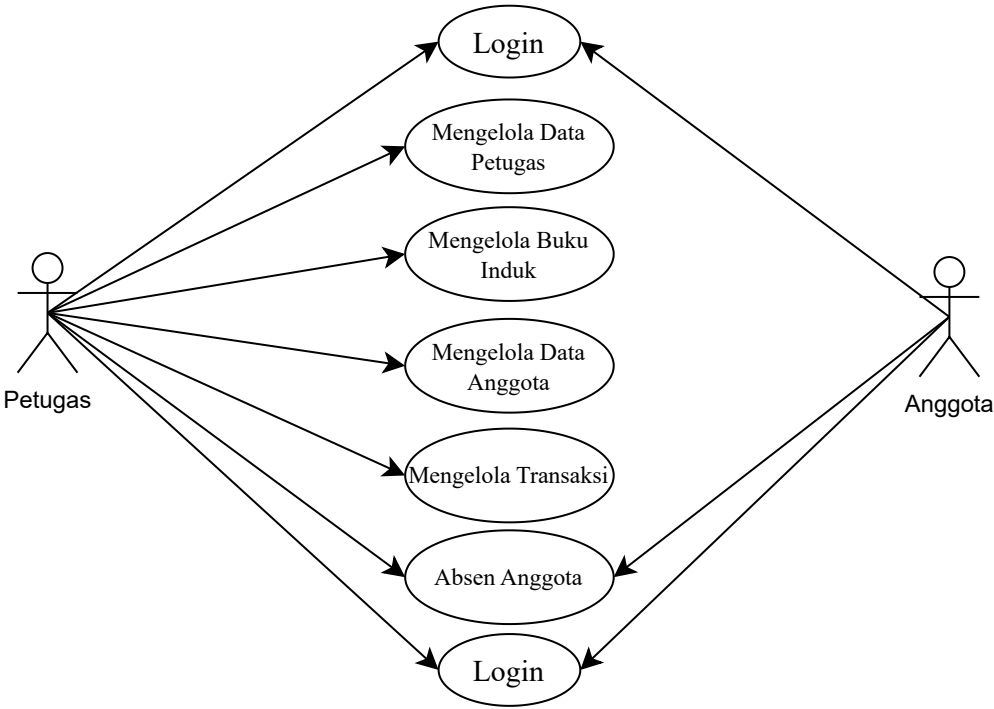 Login
Mengelola Data
Petugas
Mengelola Buku
Induk
Mengelola Data
Anggota
Petugas
Anggota
Mengelola Transaksi
Absen Anggota
Login